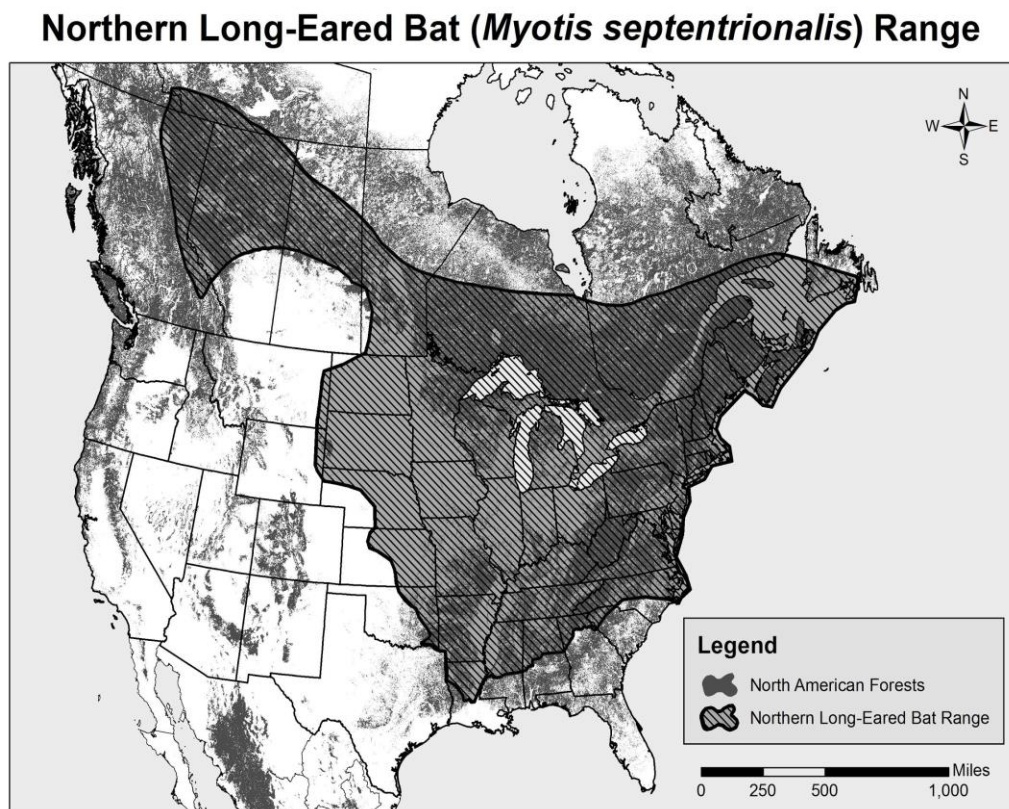 Northern Long-Eared Bat (Myotis septentrionalis) Range
N
W E
S
Legend
North American Forests
Northern Long-Eared Bat Range
Miles
0 250 500 1,000